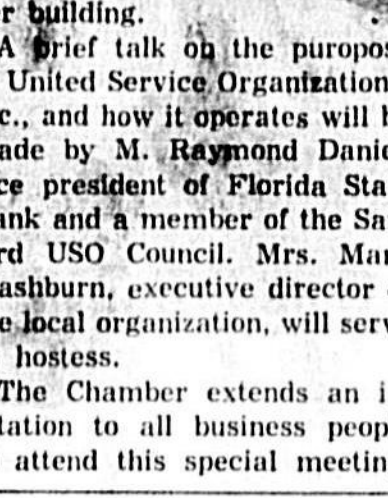 r building.
A brief talk on the puropos
United Service Organization
c., and how it operates will b
ade by M. Raymond Danie
ce president of Florida Sta
ank and a member of the Sa
rd USO Council. Mrs. Mar
ashburn, executive director
e local organization, will serv
hostess.
The Chamber extends an i
tation to all business peop
attend this special meetin